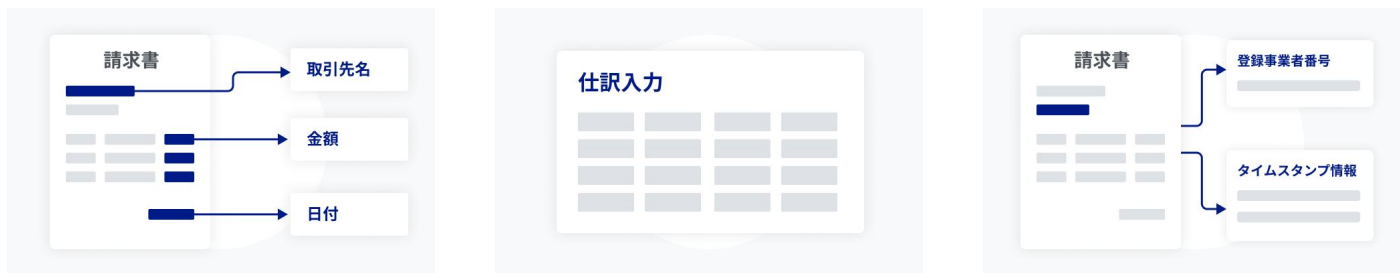 請求書
取引先名
金額
日付
仕訳入力
請求書
登録事業者番号
タイムスタンプ情報